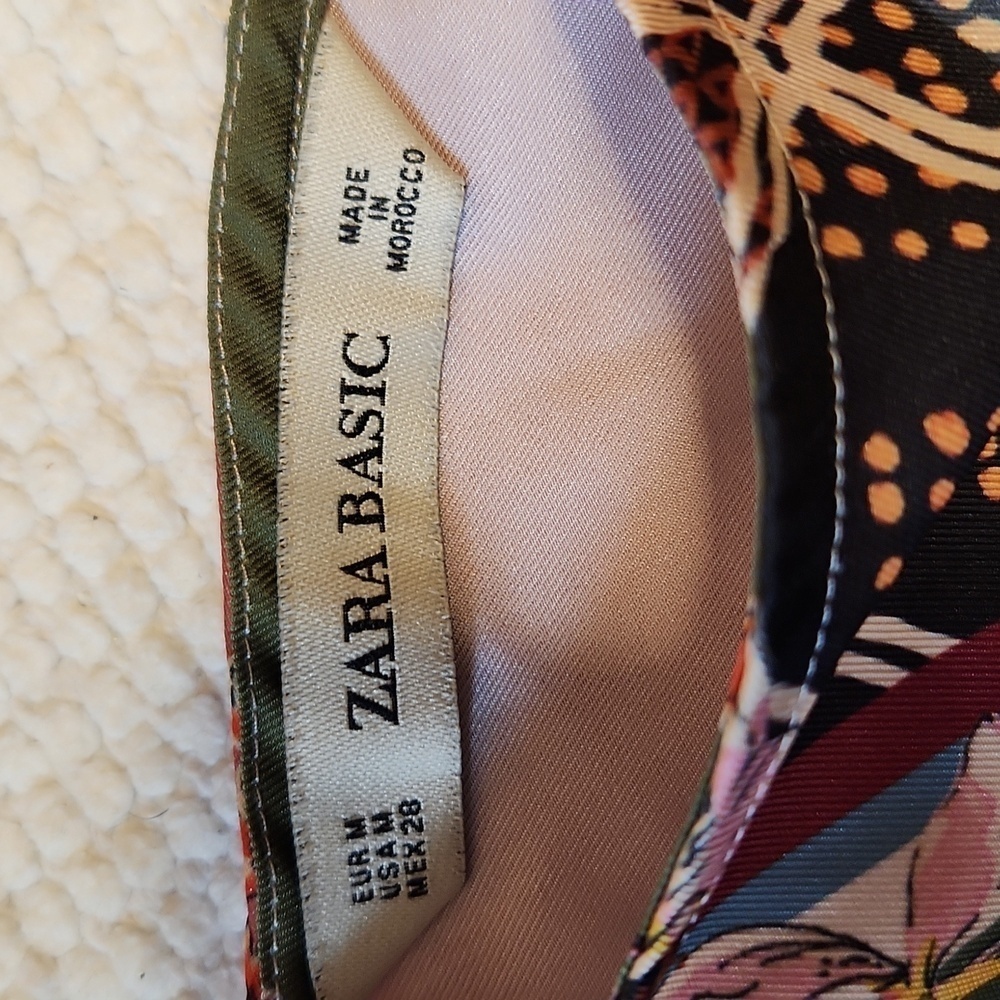 EUR M
USA M
MEX 28
ZARA BASIC
MADE
IN
MOROCCO